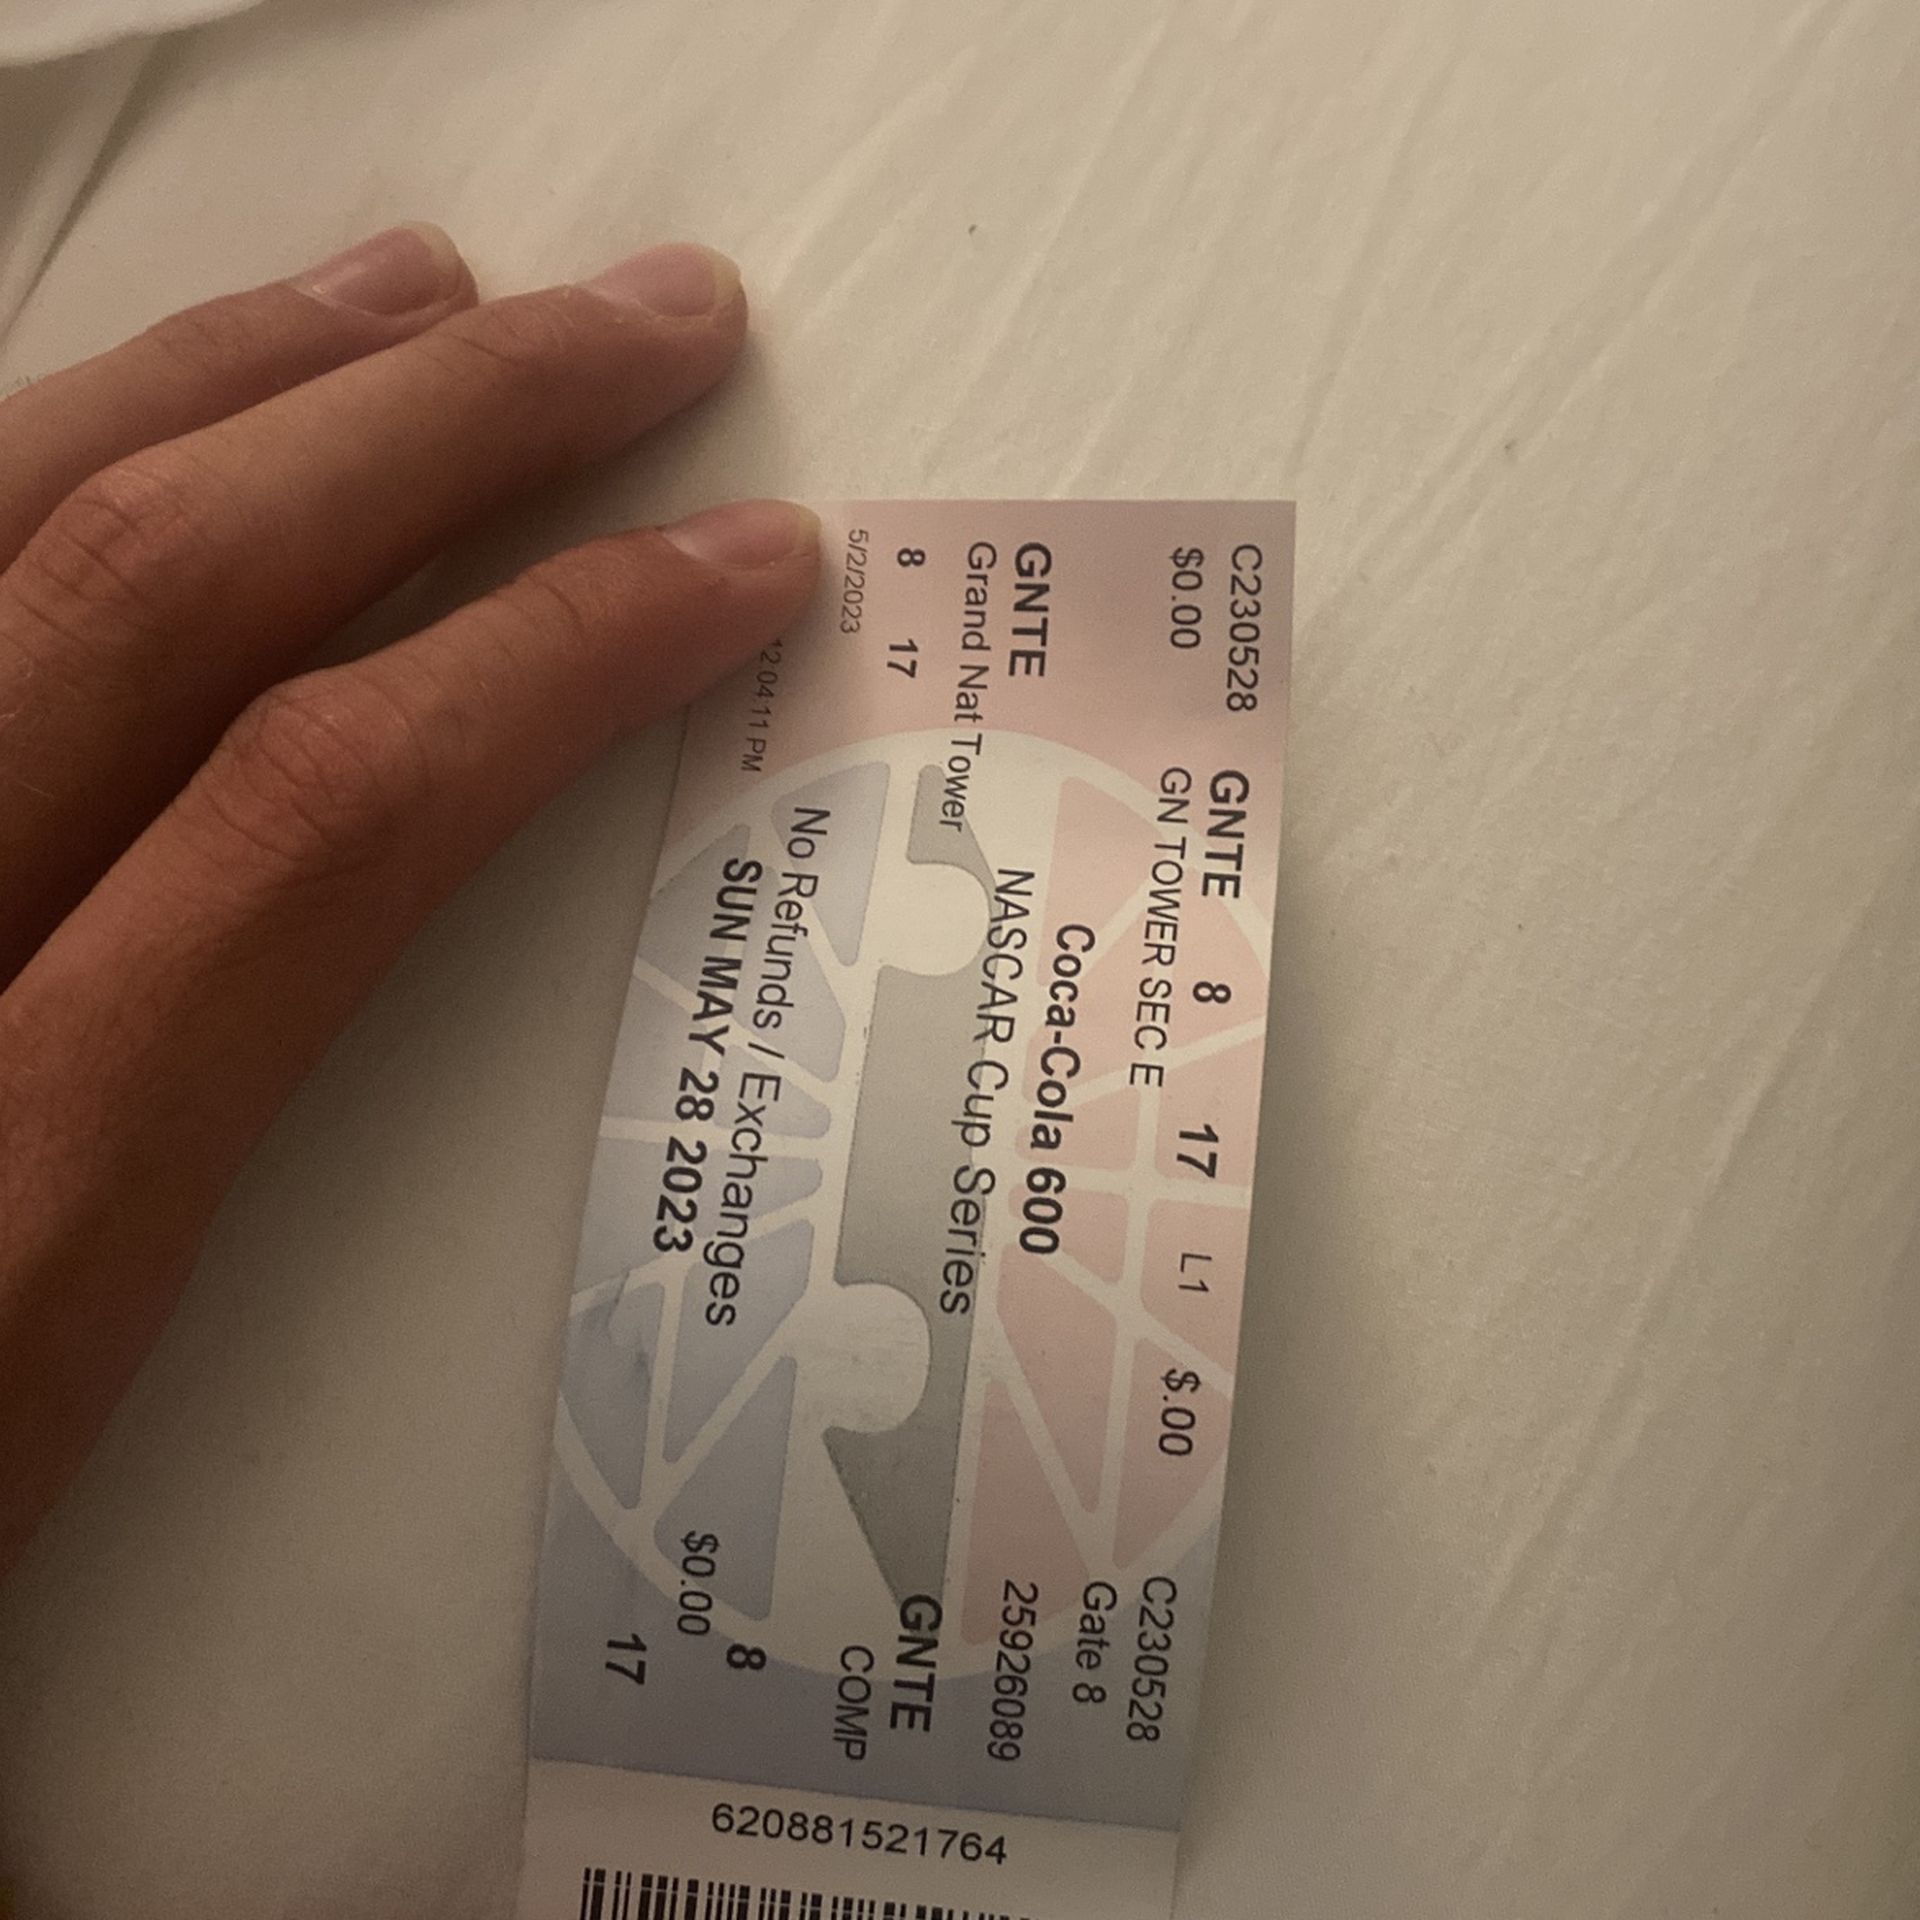 C230528 GNTE 8 17 L1 $.00 C230528
$0.00 GN TOWER SEC E Gate 8
Coca-Cola 600 25926089
GNTE NASCAR Cup Series GNTE
Grand Nat Tower COMP
8 17 No Refunds / Exchanges 8
5/2/2023 SUN MAY 28 2023 $0.00
12:04:11 PM 17
620881521764